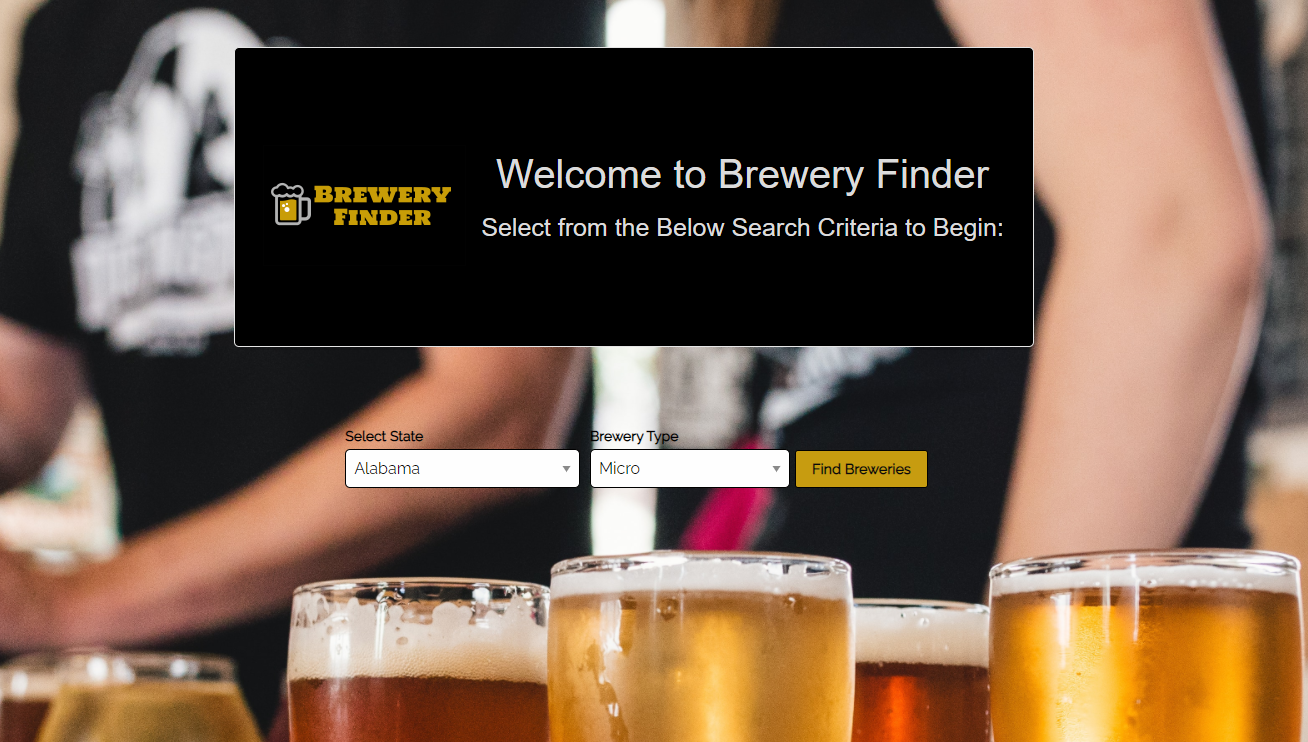 BREWERY
FINDER
Welcome to Brewery Finder
Select from the Below Search Criteria to Begin:
Select State
Brewery Type
Alabama
Micro
Find Breweries